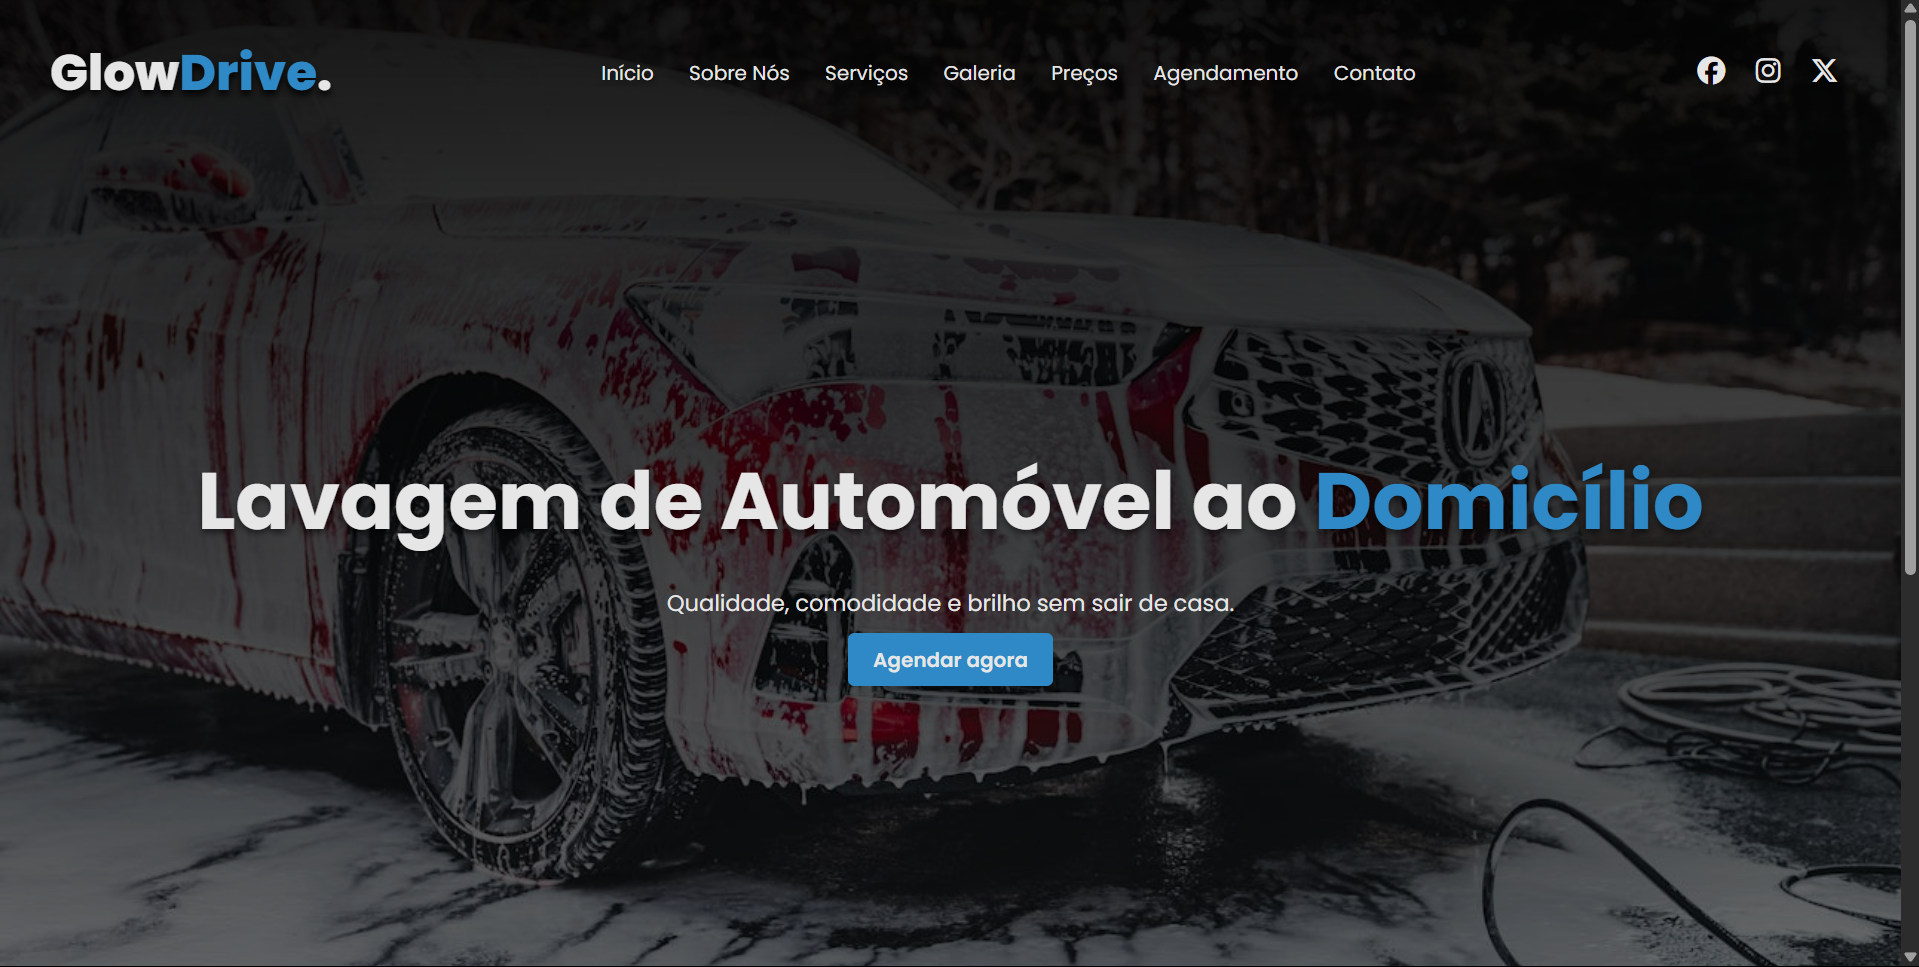 GlowDrive.
Início Sobre Nós Serviços Galeria Preços Agendamento Contato
Lavagem de Automóvel ao Domicílio
Qualidade, comodidade e brilho sem sair de casa.
Agendar agora